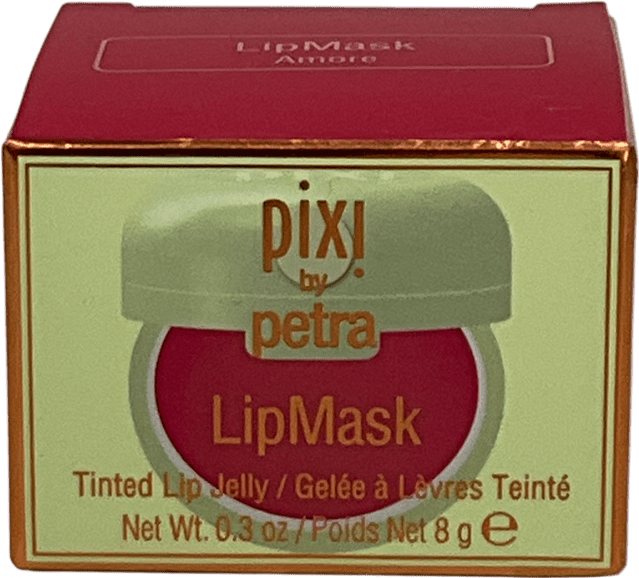 LipMask
Amore
pixi
by
petra
LipMask
Tinted Lip Jelly / Gelée à Lèvres Teinté
Net Wt. 0.3 oz / Poids Net 8 g ℮